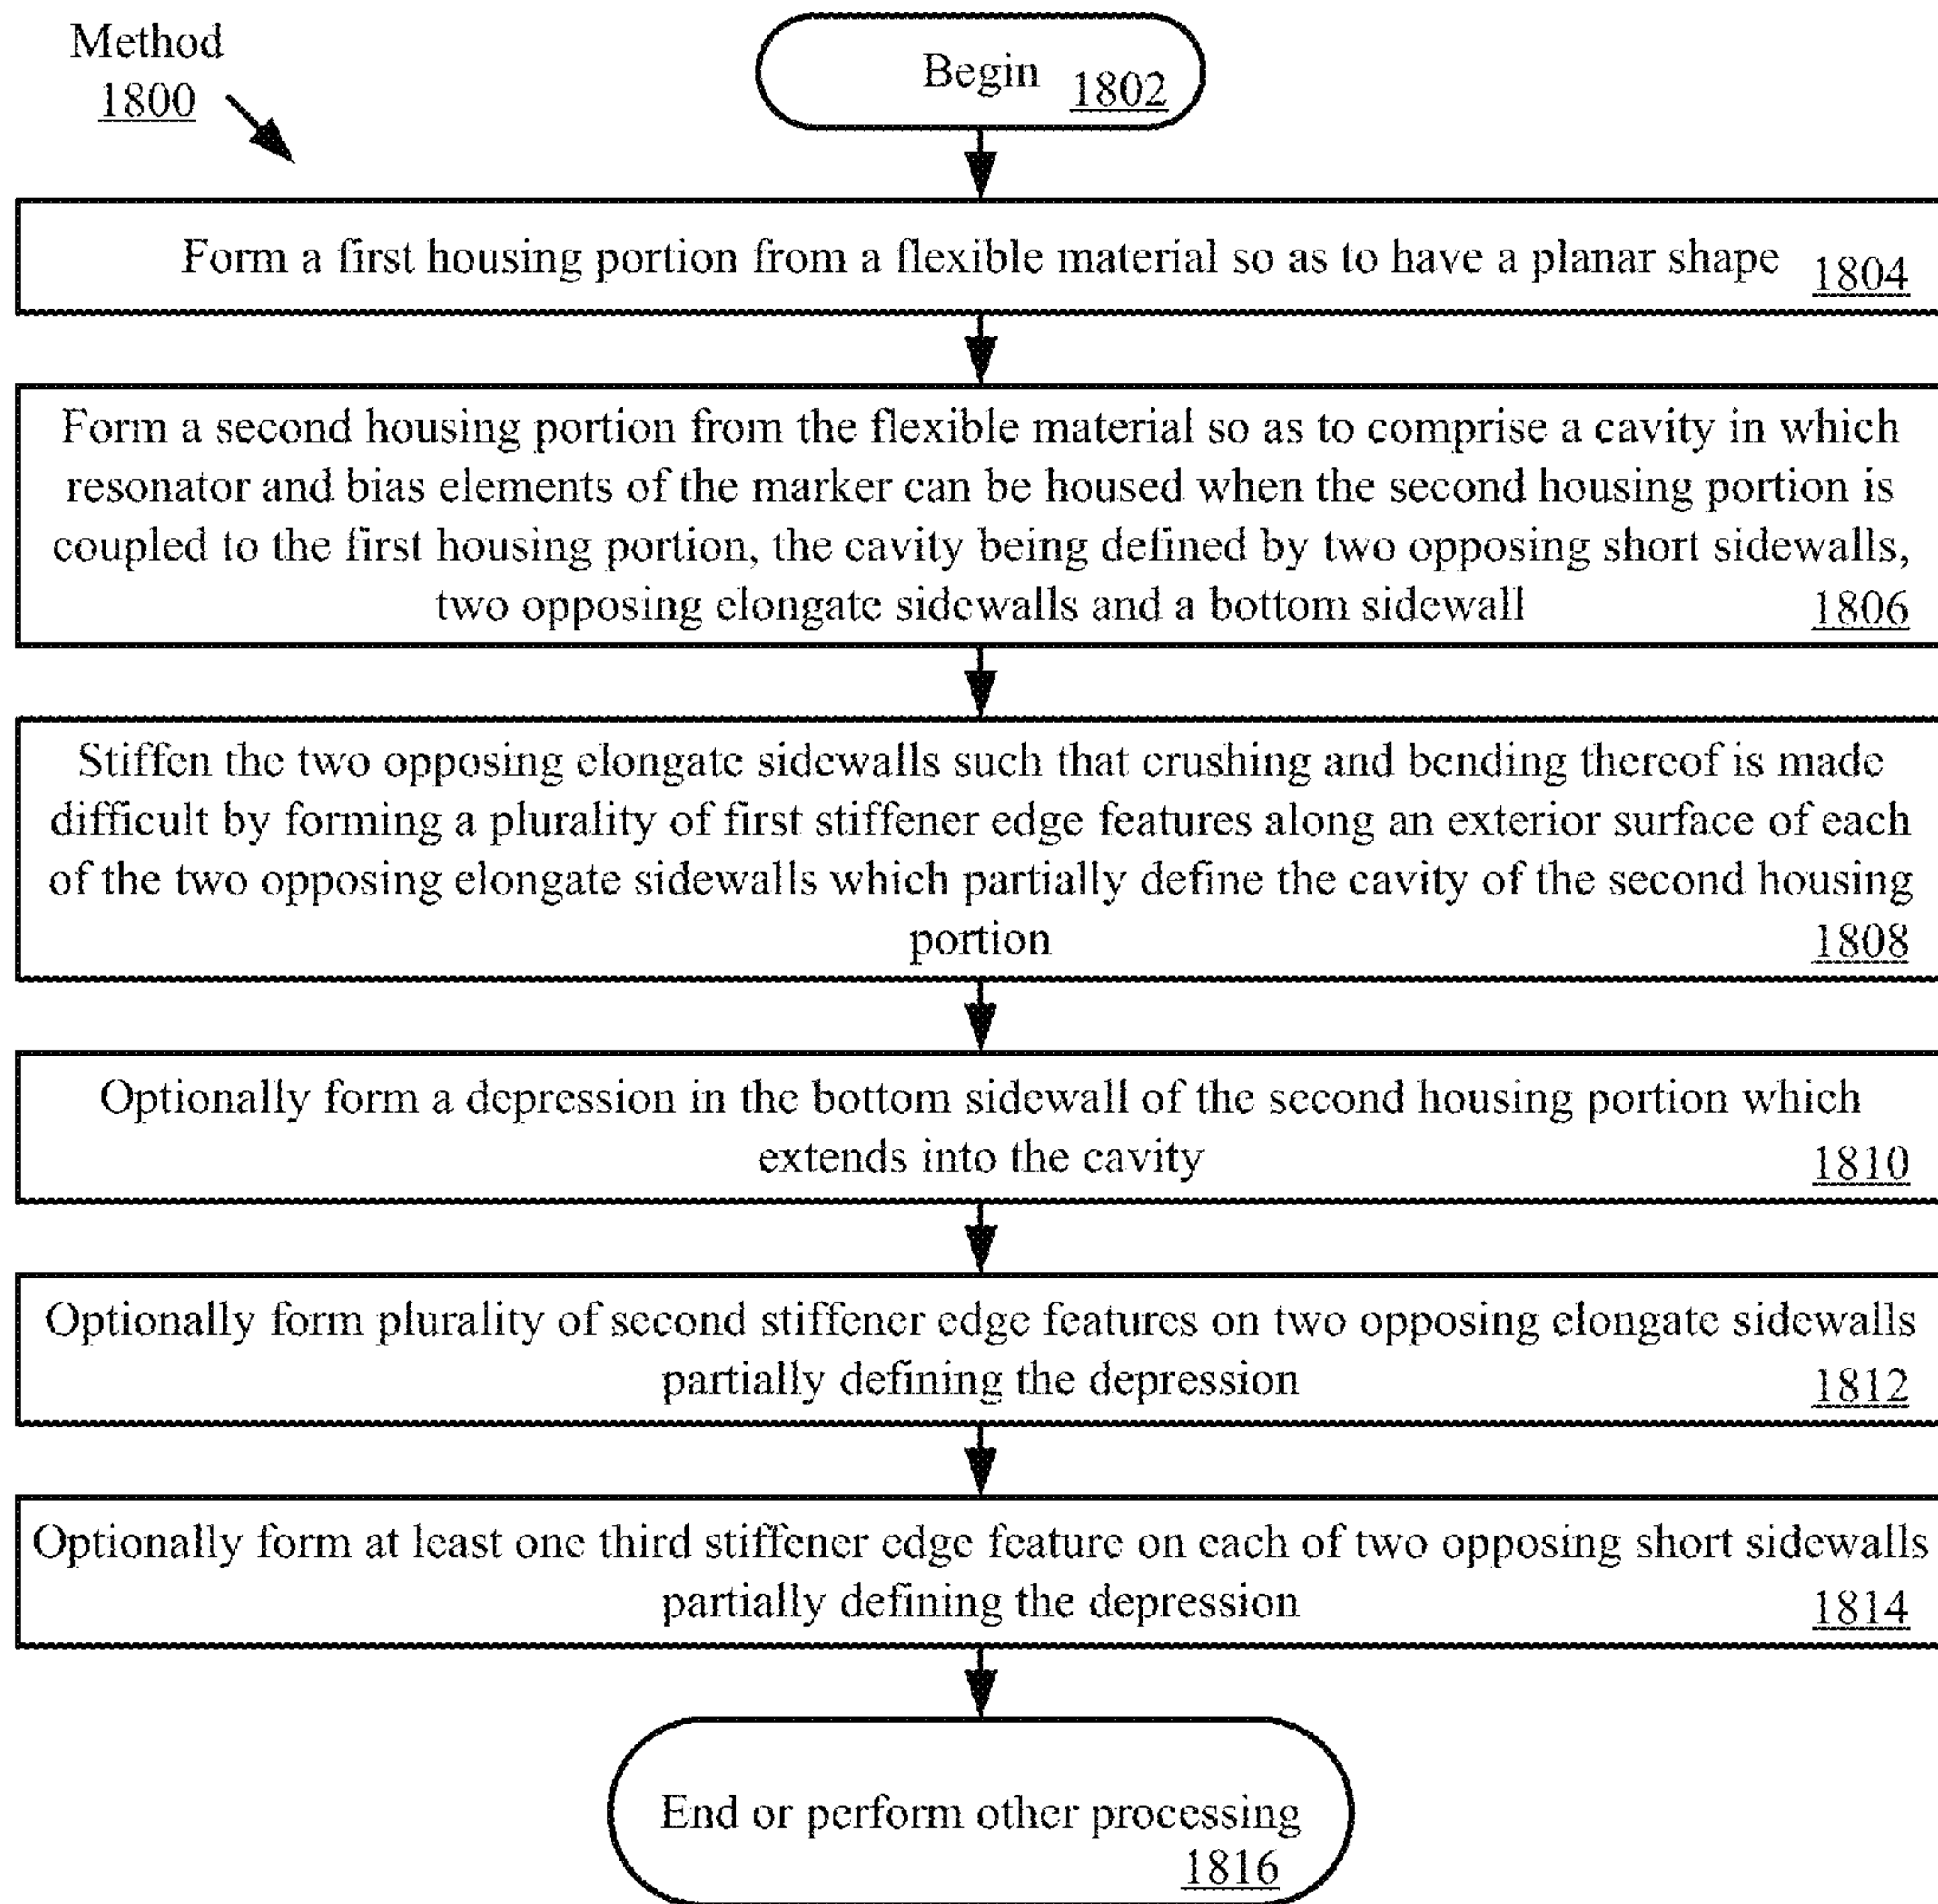 Method
1800
Begin 1802
Form a first housing portion from a flexible material so as to have a planar shape 1804
Form a second housing portion from the flexible material so as to comprise a cavity in which
resonator and bias elements of the marker can be housed when the second housing portion is
coupled to the first housing portion, the cavity being defined by two opposing short sidewalls,
two opposing elongate sidewalls and a bottom sidewall 1806
Stiffen the two opposing elongate sidewalls such that crushing and bending thereof is made
difficult by forming a plurality of first stiffener edge features along an exterior surface of each
of the two opposing elongate sidewalls which partially define the cavity of the second housing
portion 1808
Optionally form a depression in the bottom sidewall of the second housing portion which
extends into the cavity 1810
Optionally form plurality of second stiffener edge features on two opposing elongate sidewalls
partially defining the depression 1812
Optionally form at least one third stiffener edge feature on each of two opposing short sidewalls
partially defining the depression 1814
End or perform other processing
1816